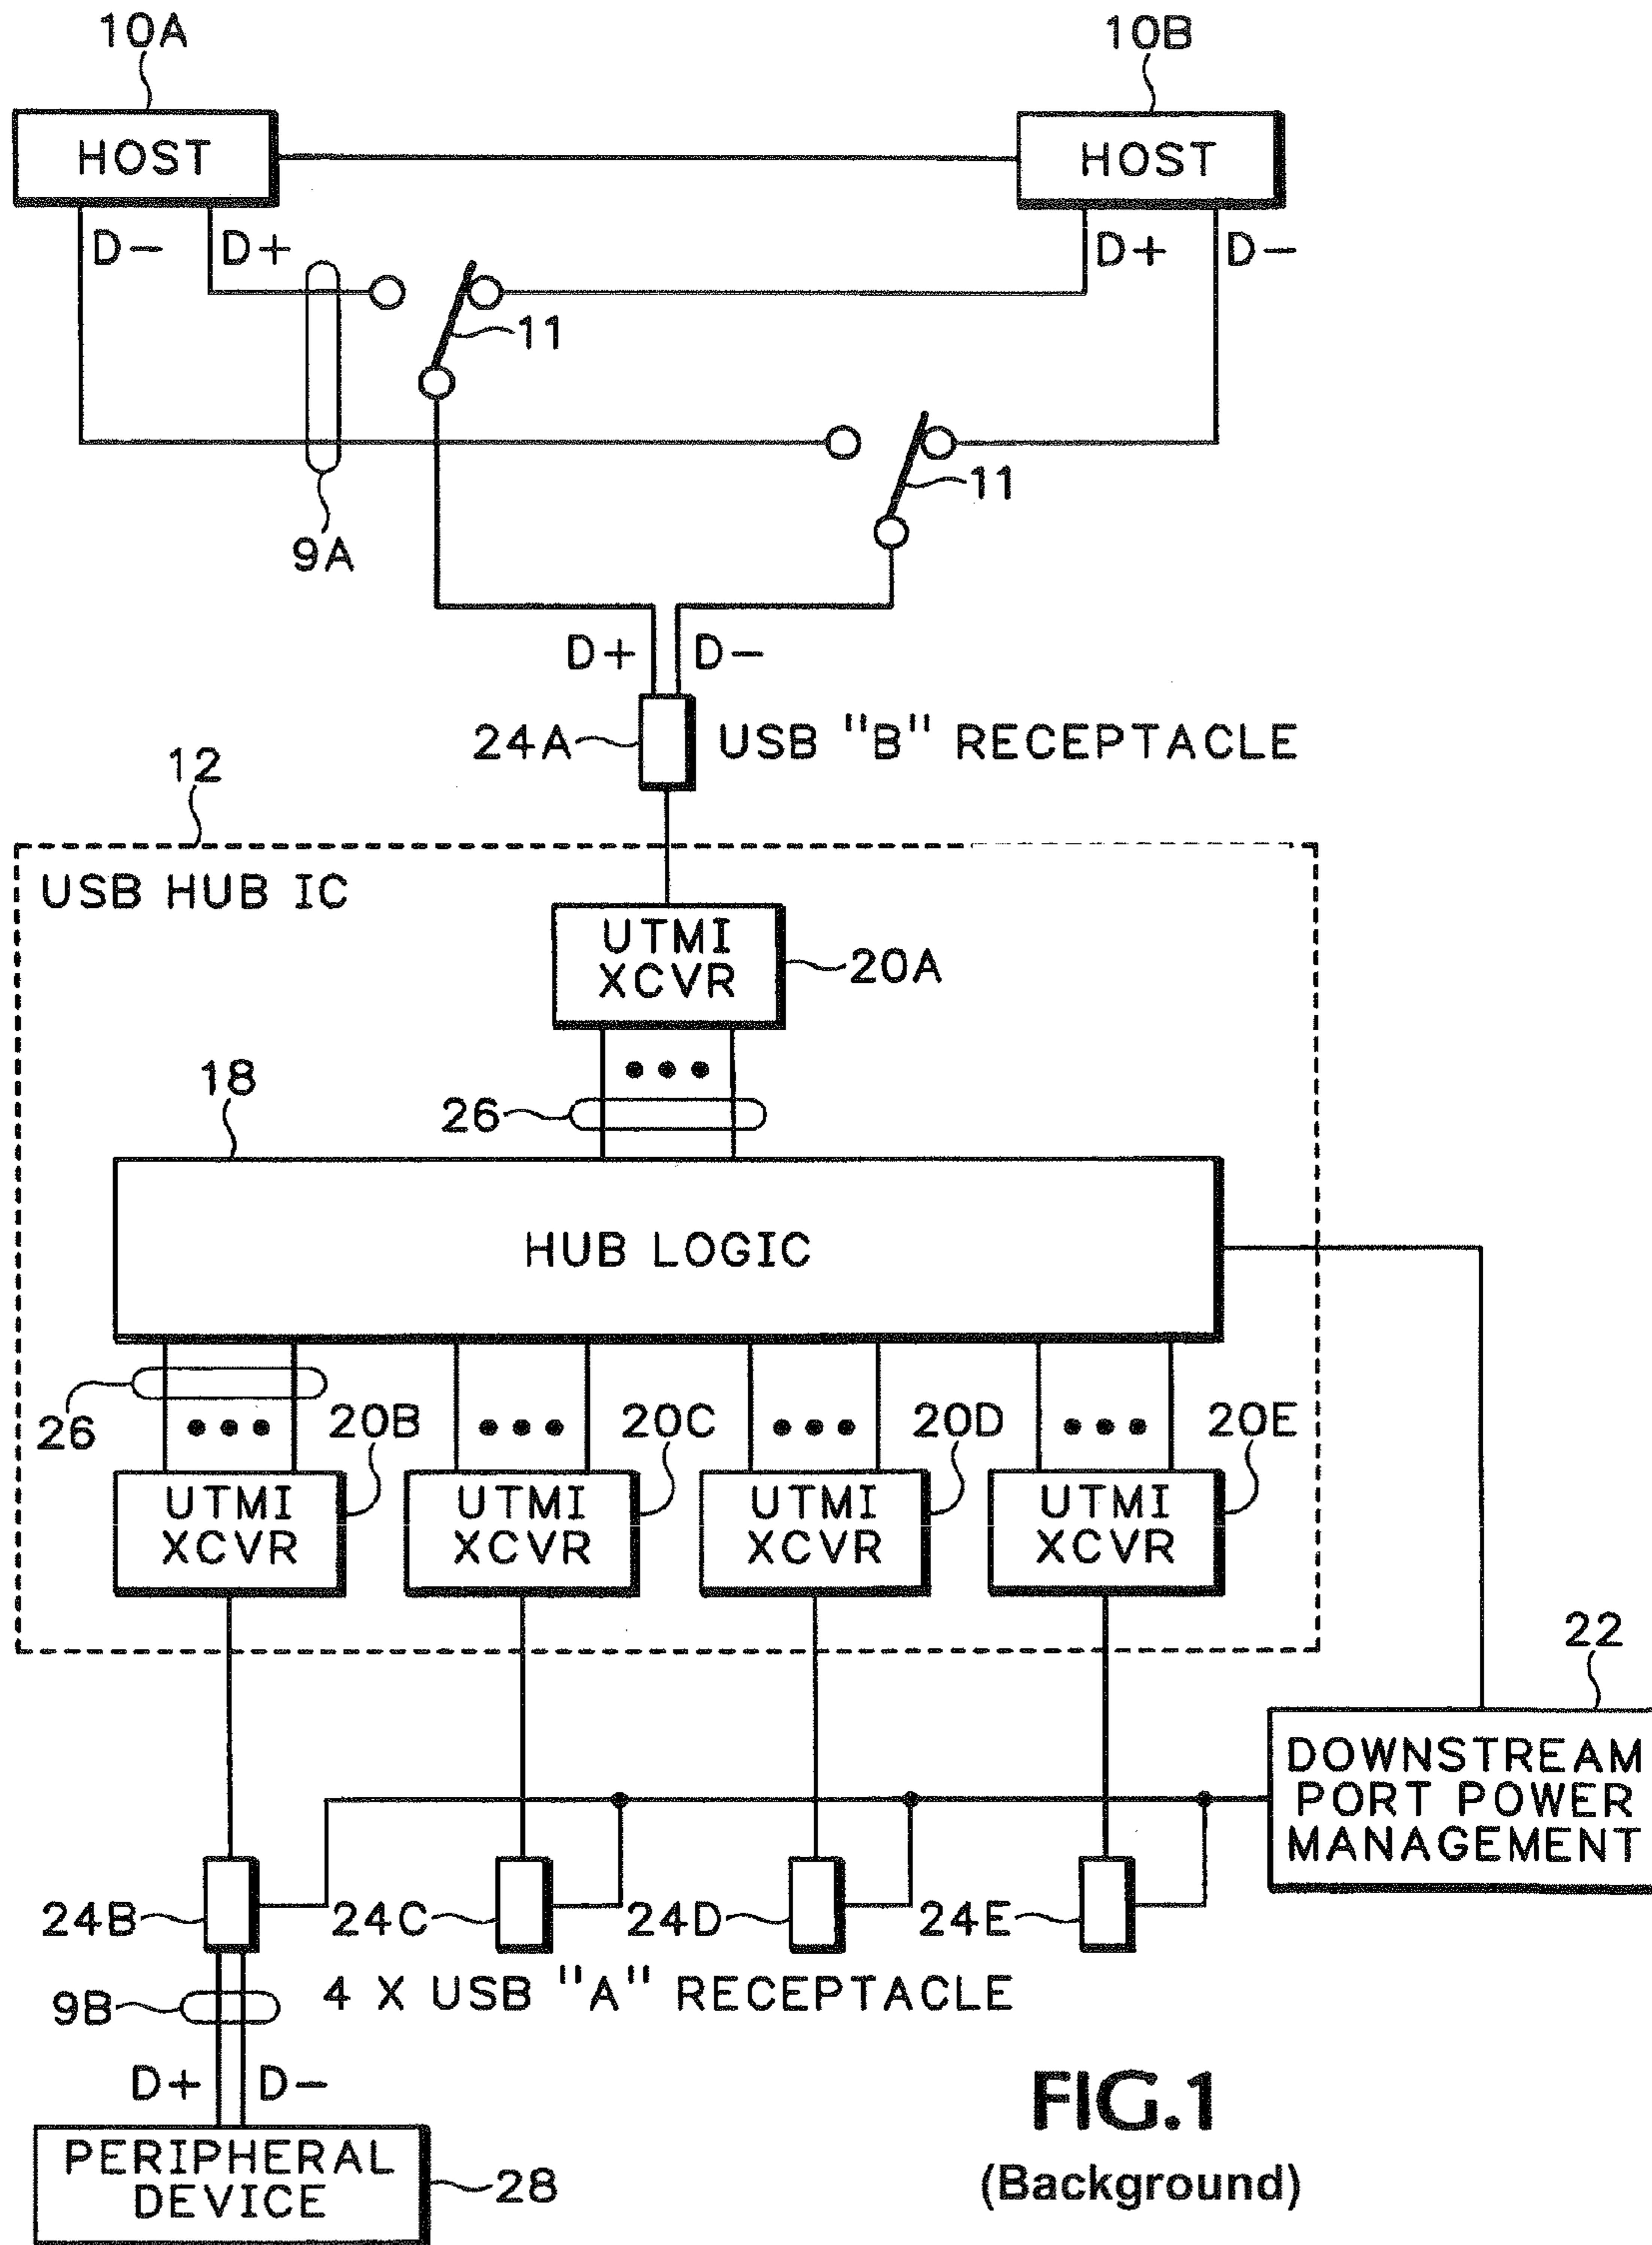 10A
10B
HOST
HOST
D-
D+
D+
D-
11
11
9A
D+
D-
24A
USB "B" RECEPTACLE
12
USB HUB IC
UTMI
XCVR
20A
18
26
HUB LOGIC
26
20B
20C
20D
20E
UTMI
XCVR
UTMI
XCVR
UTMI
XCVR
UTMI
XCVR
22
DOWNSTREAM
PORT POWER
MANAGEMENT
24B
24C
24D
24E
9B
4 X USB "A" RECEPTACLE
D+
D-
PERIPHERAL
DEVICE
28
FIG.1
(Background)